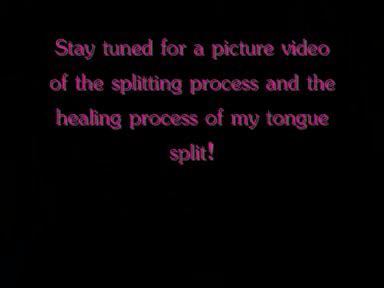 Stay tuned for a picture video
of the splitting process and the
healing process of my tongue
split!